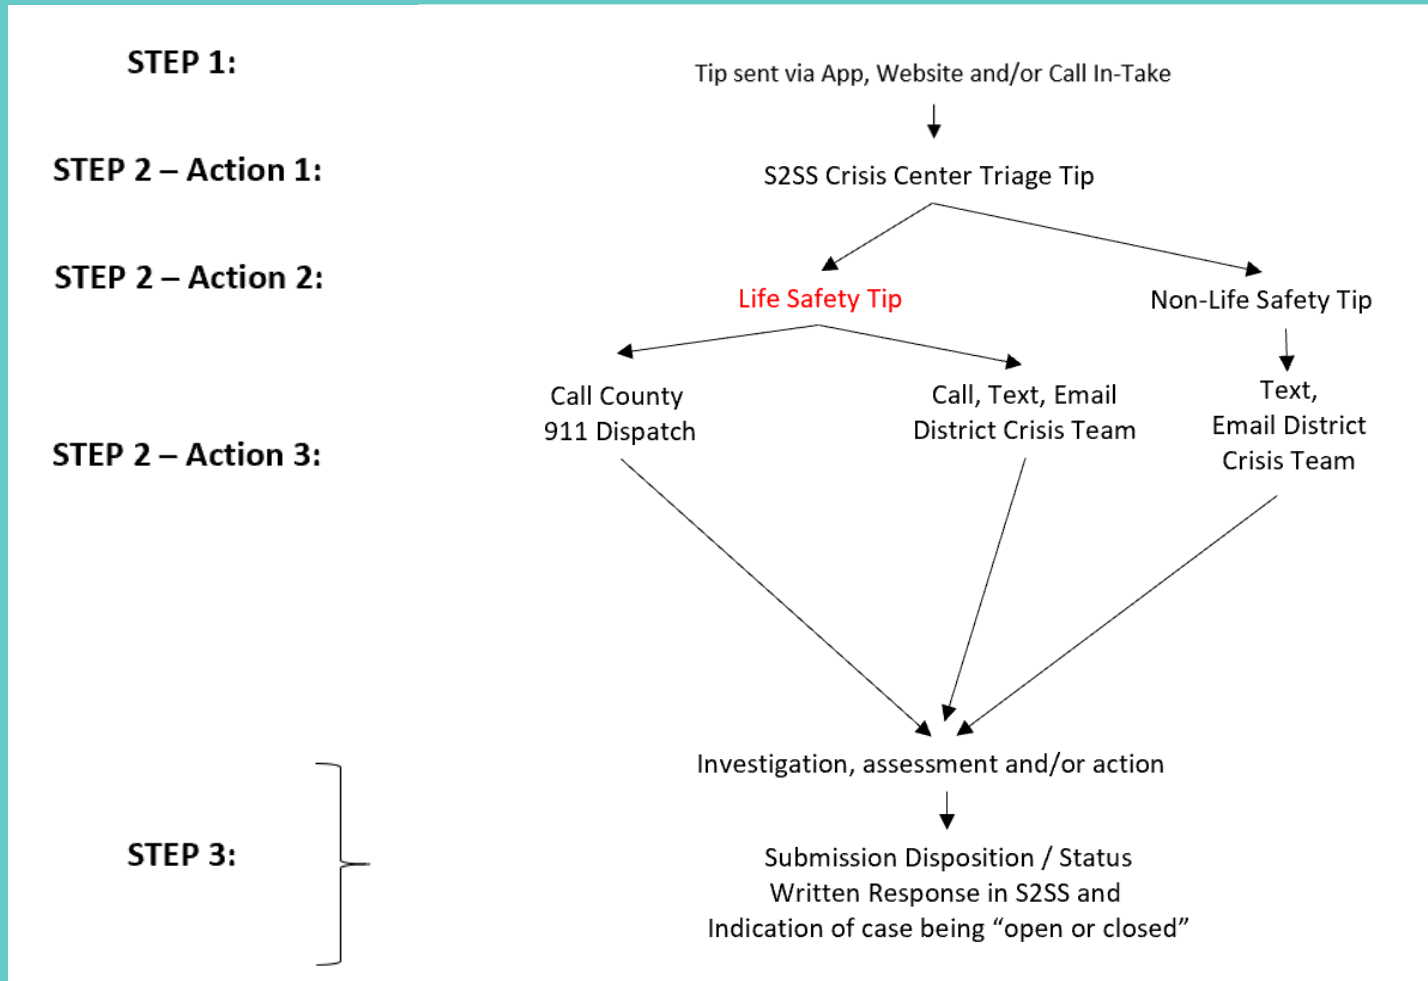 STEP 1:
Tip sent via App, Website and/or Call In-Take
STEP 2 – Action 1:
S2SS Crisis Center Triage Tip
STEP 2 – Action 2:
Life Safety Tip
Non-Life Safety Tip
STEP 2 – Action 3:
Call County
911 Dispatch
Call, Text, Email
District Crisis Team
Text,
Email District
Crisis Team
STEP 3:
Investigation, assessment and/or action
Submission Disposition / Status
Written Response in S2SS and
Indication of case being “open or closed”